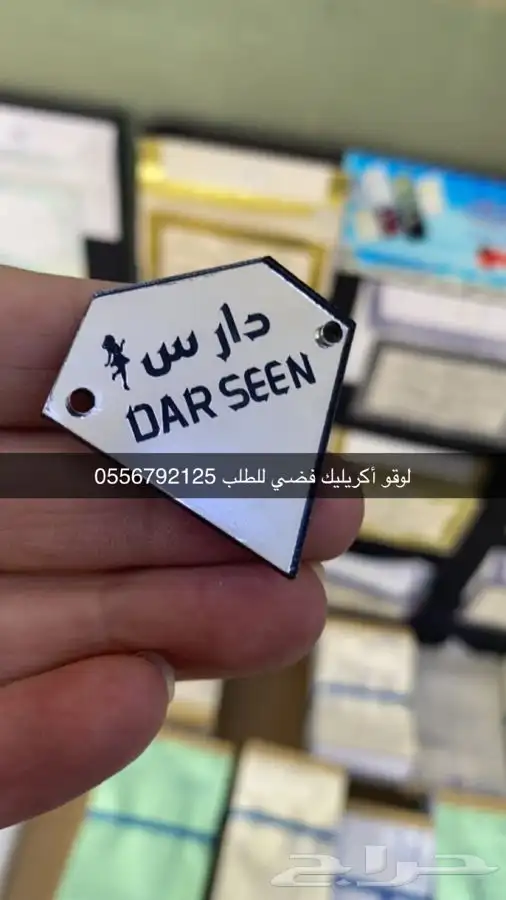 دار س
DAR SEEN
لوقو أكريليك فضي للطلب 0556792125
حراج